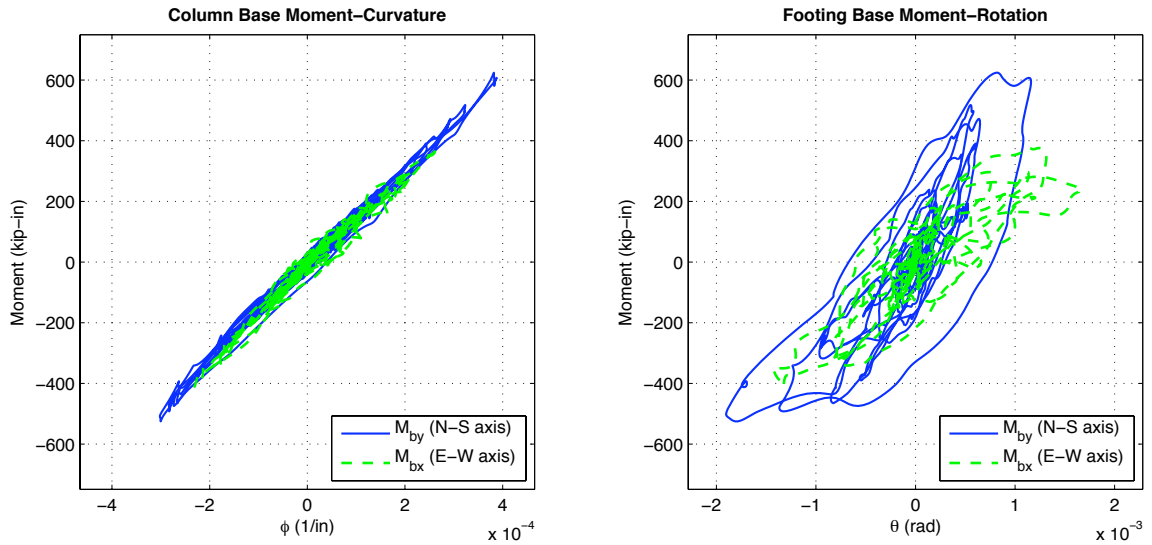 Column Base Moment−Curvature
600
400
200
0
−200
−400
−600
Moment (kip−in)
−4
−2
0
2
4
x 10^−4
ϕ (1/in)
M_by (N−S axis)
M_bx (E−W axis)
Footing Base Moment−Rotation
600
400
200
0
−200
−400
−600
Moment (kip−in)
−2
−1
0
1
2
x 10^−3
θ (rad)
M_by (N−S axis)
M_bx (E−W axis)